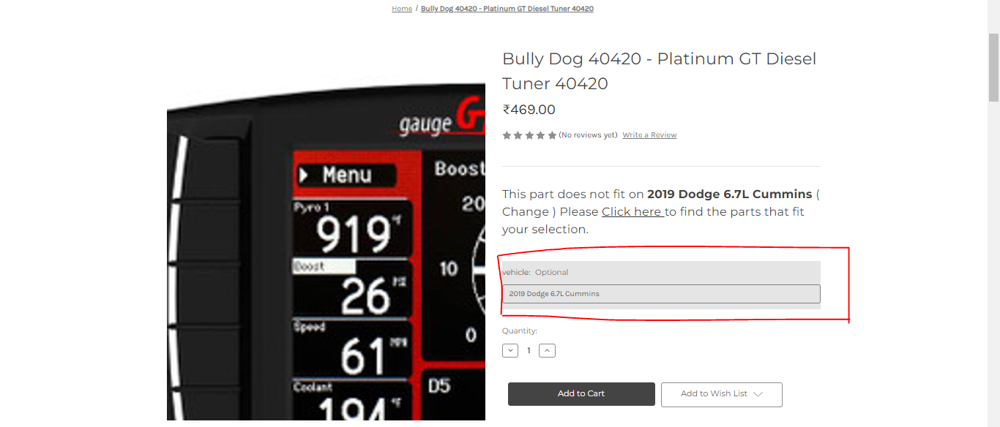 Home / Bully Dog 40420 - Platinum GT Diesel Tuner 40420
Bully Dog 40420 - Platinum GT Diesel
Tuner 40420
₹469.00
(No reviews yet) Write a Review
This part does not fit on 2019 Dodge 6.7L Cummins (
Change ) Please Click here to find the parts that fit
your selection.
vehicle: Optional
2019 Dodge 6.7L Cummins
Quantity:
1
Add to Cart
Add to Wish List
gauge GT
Menu
Pyro 1
919 °F
Boost
26
Speed
61 MPH
Coolant
194 °F
Boost
20
10
0
D5